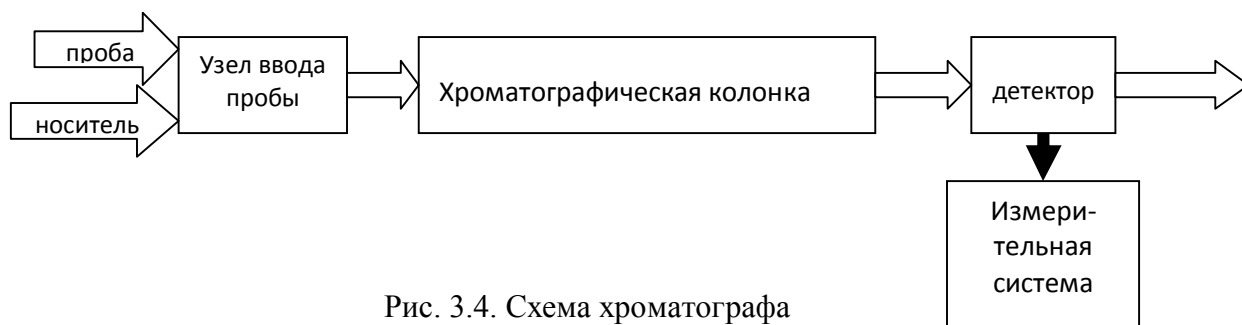 проба
носитель
Узел ввода
пробы
Хроматографическая колонка
детектор
Измери-
тельная
система
Рис. 3.4. Схема хроматографа